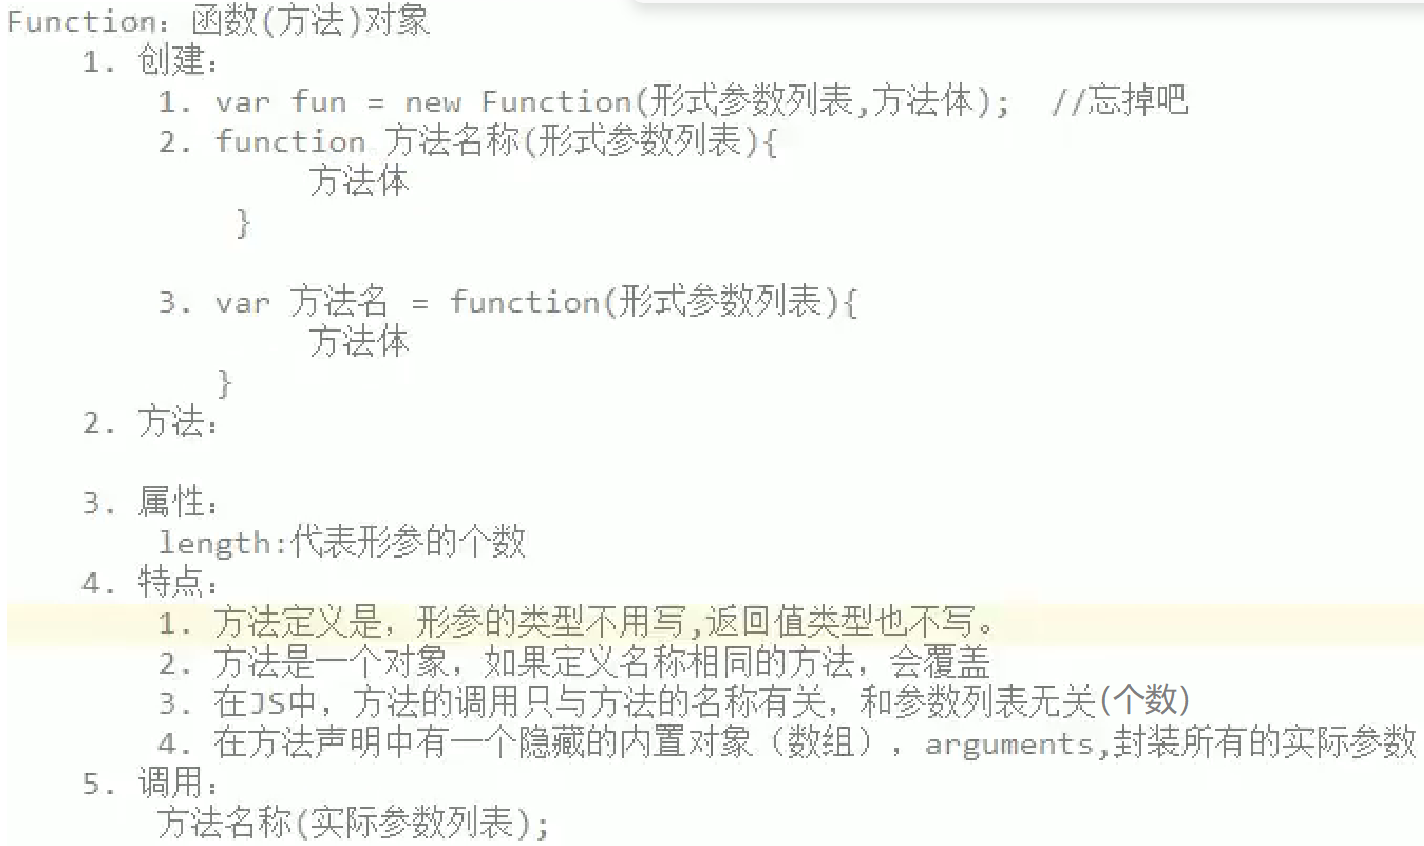 Function：函数(方法)对象
1. 创建：
1. var fun = new Function(形式参数列表,方法体);  //忘掉吧
2. function 方法名称(形式参数列表){
方法体
}
3. var 方法名 = function(形式参数列表){
方法体
}
2. 方法：
3. 属性：
length:代表形参的个数
4. 特点：
1. 方法定义是，形参的类型不用写,返回值类型也不写。
2. 方法是一个对象，如果定义名称相同的方法，会覆盖
3. 在JS中，方法的调用只与方法的名称有关，和参数列表无关(个数)
4. 在方法声明中有一个隐藏的内置对象（数组），arguments,封装所有的实际参数
5. 调用：
方法名称(实际参数列表);